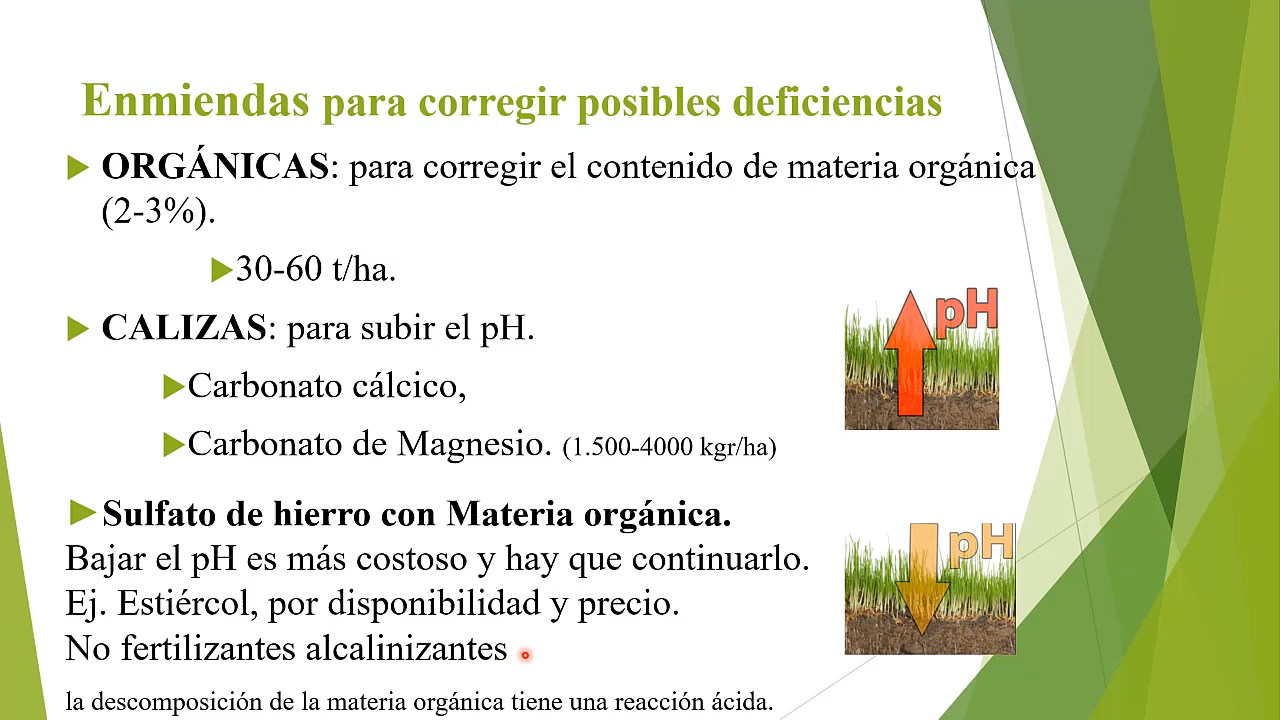 Enmiendas para corregir posibles deficiencias
ORGÁNICAS: para corregir el contenido de materia orgánica
(2-3%).
30-60 t/ha.
CALIZAS: para subir el pH.
pH
Carbonato cálcico,
Carbonato de Magnesio. (1.500-4000 kgr/ha)
Sulfato de hierro con Materia orgánica.
Bajar el pH es más costoso y hay que continuarlo.
pH
Ej. Estiércol, por disponibilidad y precio.
No fertilizantes alcalinizantes
la descomposición de la materia orgánica tiene una reacción ácida.